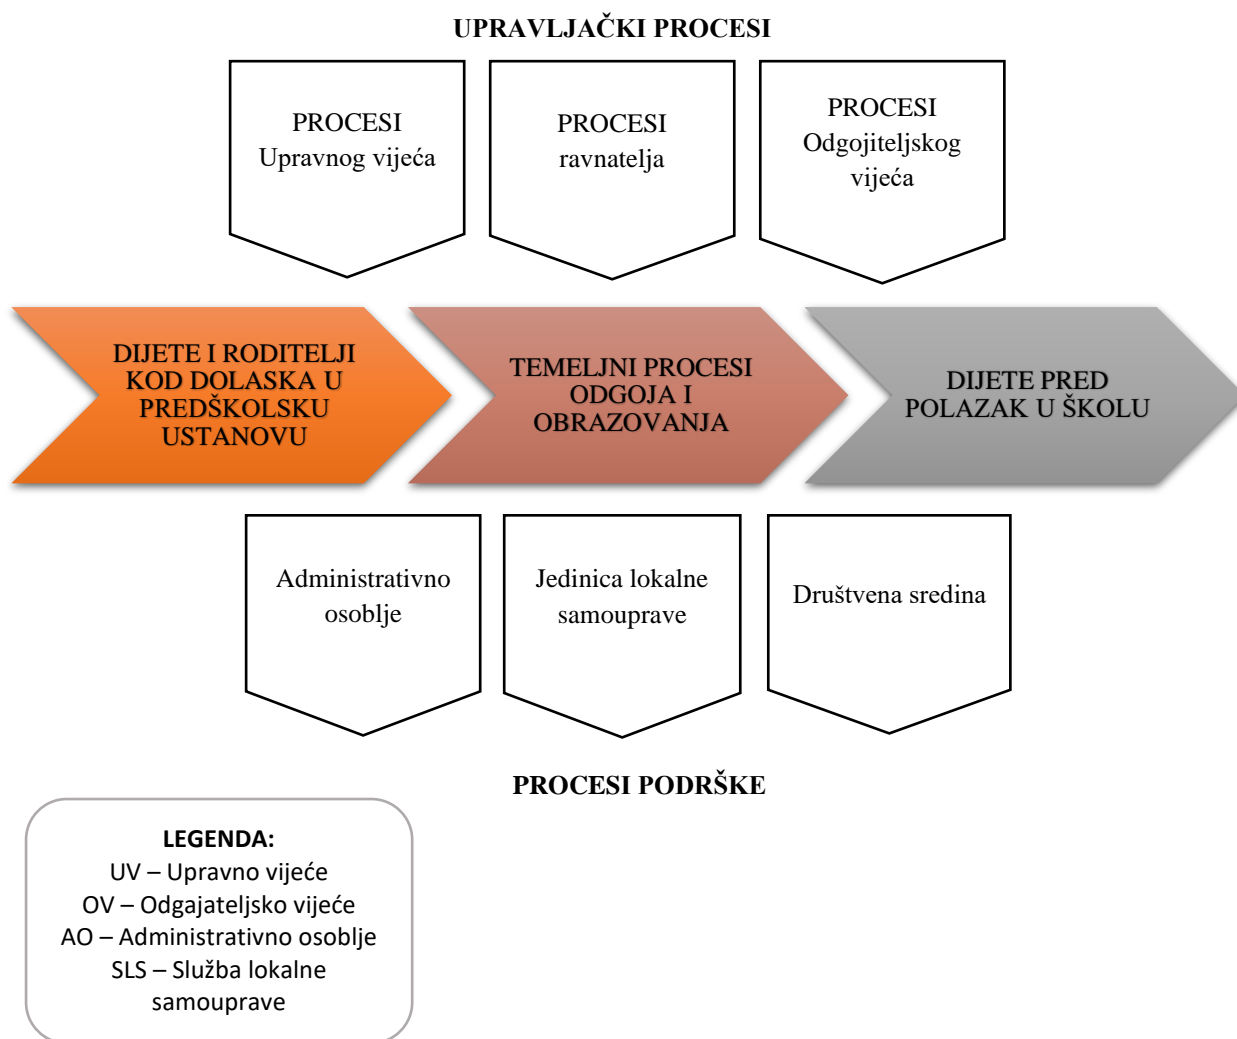 UPRAVLJAČKI PROCESI
PROCESI
Upravnog vijeća
PROCESI
ravnatelja
PROCESI
Odgojiteljskog
vijeća
DIJETE I RODITELJI
KOD DOLASKA U
PREDŠKOLSKU
USTANOVU
TEMELJNI PROCESI
ODGOJA I
OBRAZOVANJA
DIJETE PRED
POLAZAK U ŠKOLU
Administrativno
osoblje
Jedinica lokalne
samouprave
Društvena sredina
PROCESI PODRŠKE
LEGENDA:
UV – Upravno vijeće
OV – Odgajateljsko vijeće
AO – Administrativno osoblje
SLS – Služba lokalne
samouprave